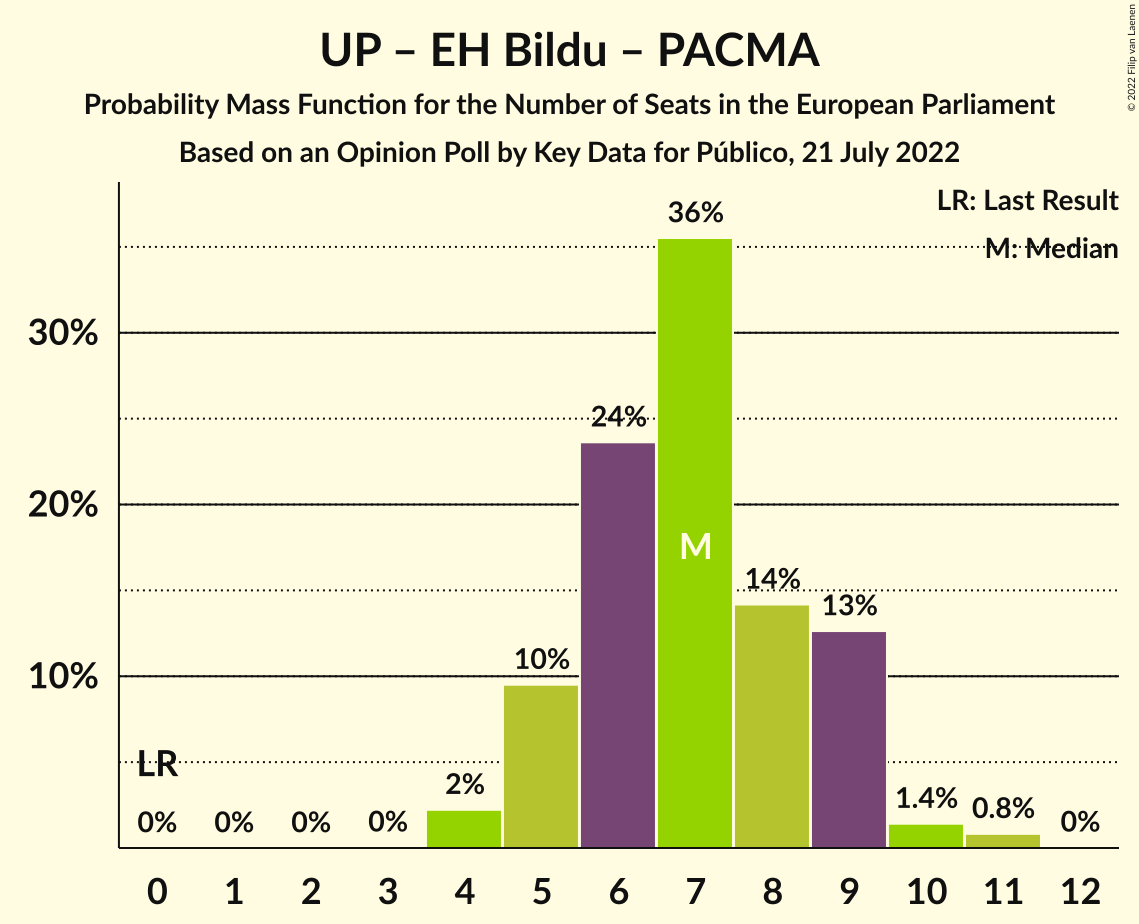 UP – EH Bildu – PACMA
Probability Mass Function for the Number of Seats in the European Parliament
Based on an Opinion Poll by Key Data for Público, 21 July 2022
© 2022 Filip van Laenen
LR: Last Result
M: Median
30%
20%
10%
LR
0%
0%
0%
0%
2%
10%
24%
36%
M
14%
13%
1.4%
0.8%
0%
0 1 2 3 4 5 6 7 8 9 10 11 12